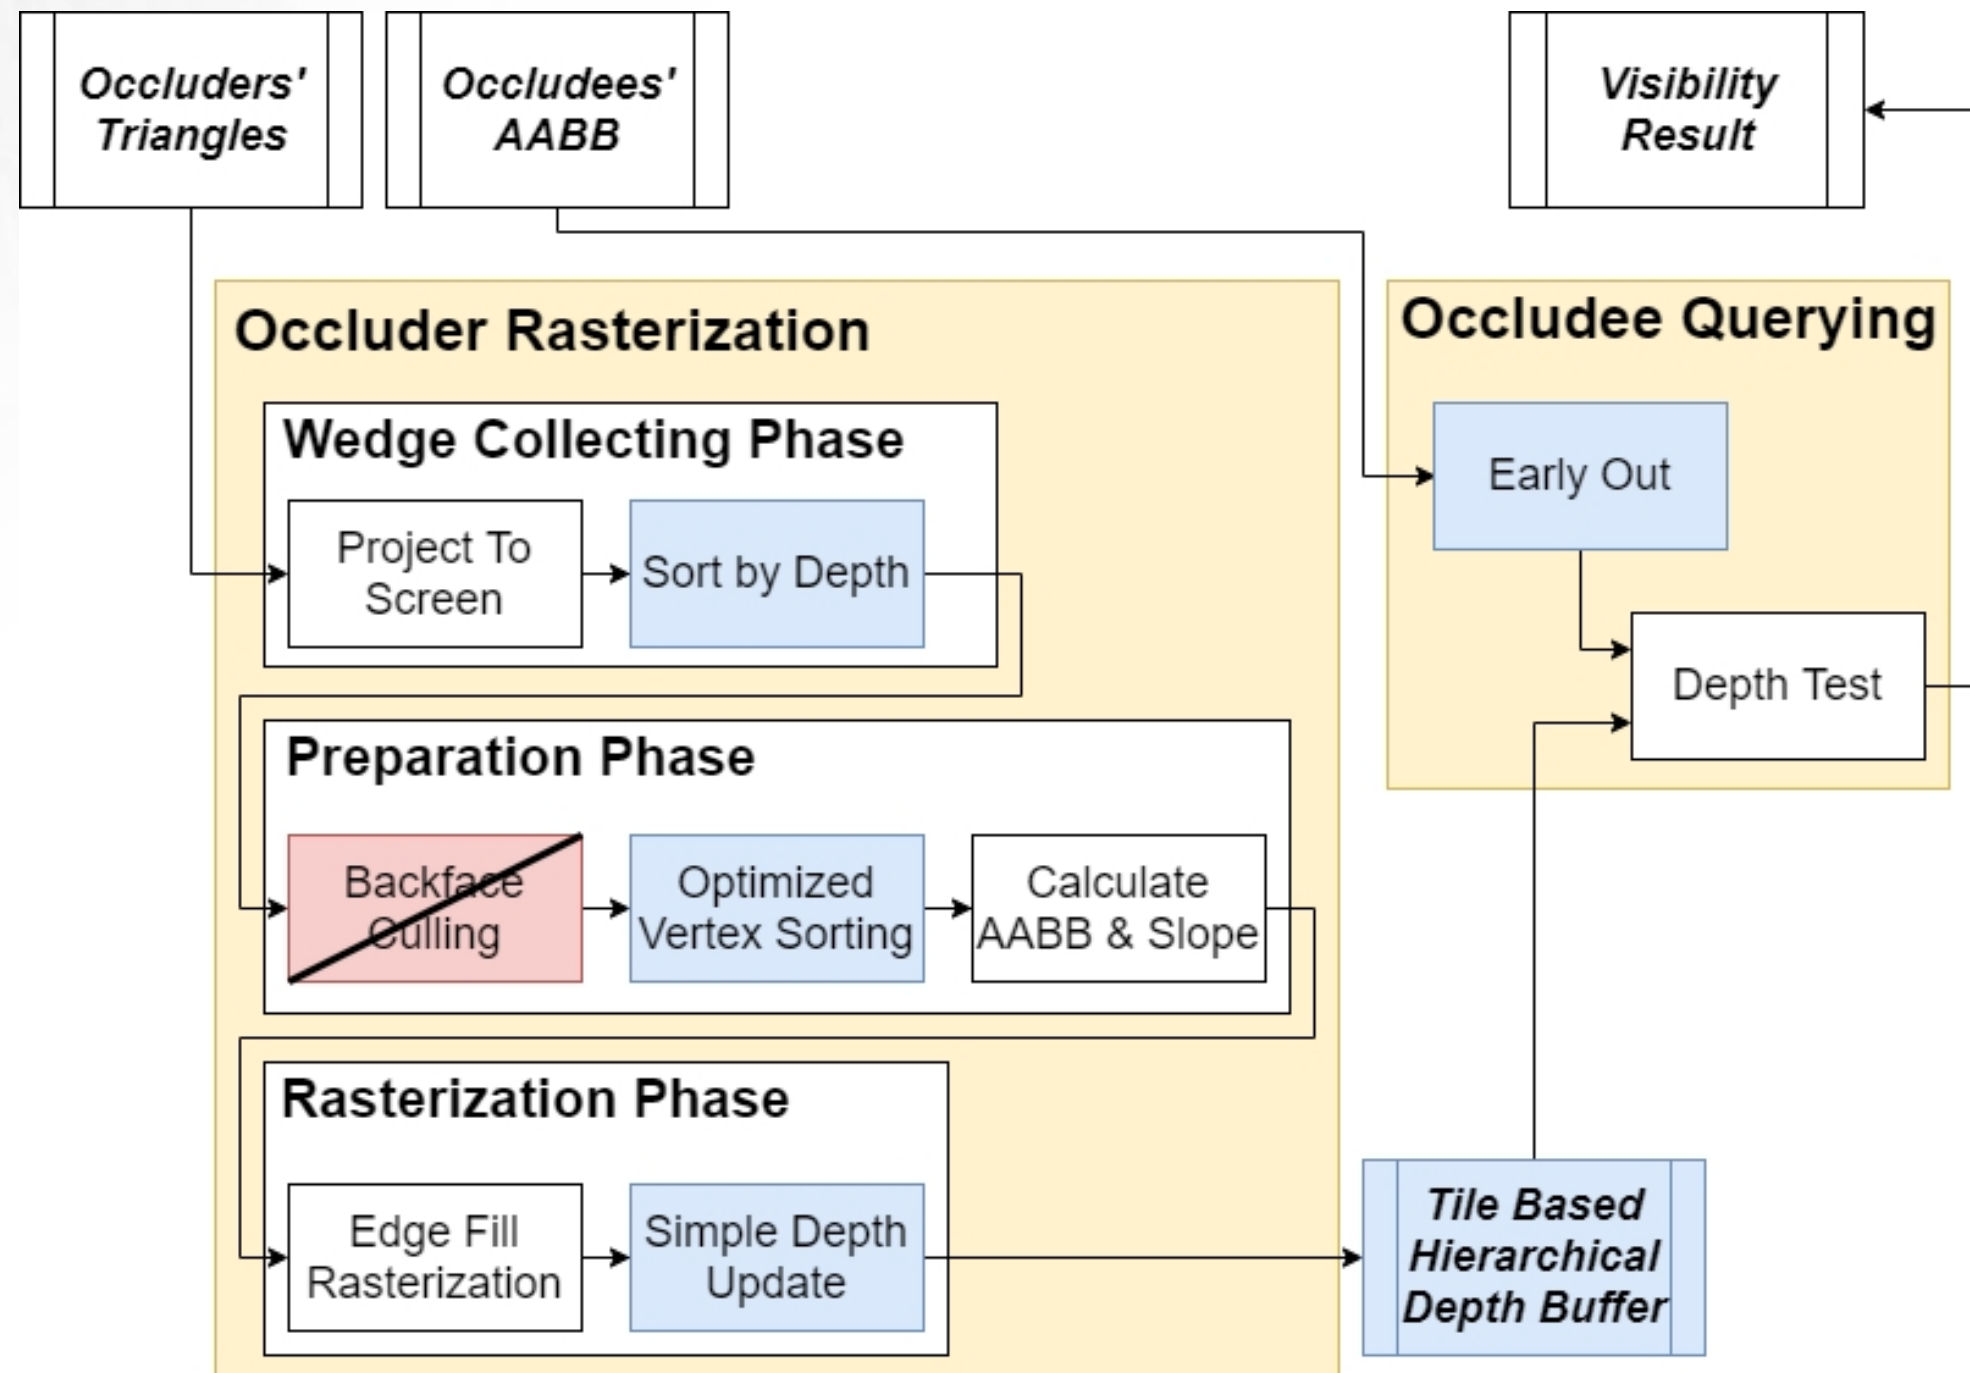 Occluders'
Triangles
Occludees'
AABB
Visibility
Result
Occluder Rasterization
Wedge Collecting Phase
Project To
Screen
Sort by Depth
Preparation Phase
Backface
Culling
Optimized
Vertex Sorting
Calculate
AABB & Slope
Rasterization Phase
Edge Fill
Rasterization
Simple Depth
Update
Occludee Querying
Early Out
Depth Test
Tile Based
Hierarchical
Depth Buffer